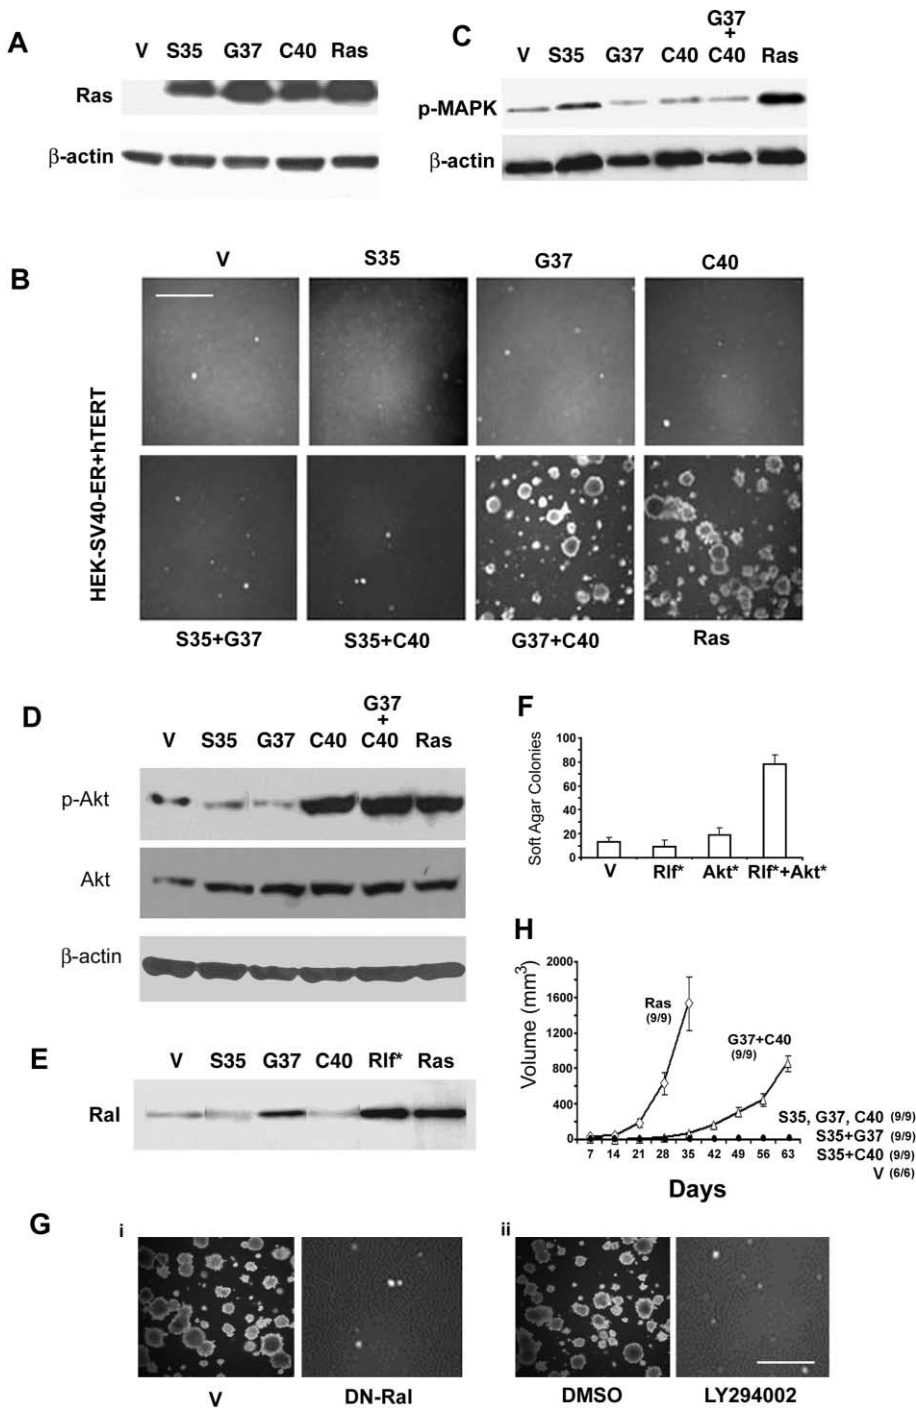 A
V S35 G37 C40 Ras
Ras
β-actin
C
G37
+
V S35 G37 C40 C40 Ras
p-MAPK
β-actin
B
V S35 G37 C40
HEK-SV40-ER+hTERT
S35+G37 S35+C40 G37+C40 Ras
D
G37
+
V S35 G37 C40 C40 Ras
p-Akt
Akt
β-actin
E
V S35 G37 C40 Rlf* Ras
Ral
F
Soft Agar Colonies
100
80
60
40
20
0
V Rlf* Akt* Rlf*+Akt*
H
Volume (mm³)
2000
1600
1200
800
400
0
Ras
(9/9)
G37+C40
(9/9)
S35, G37, C40 (9/9)
S35+G37 (9/9)
S35+C40 (9/9)
V (6/6)
7 14 21 28 35 42 49 56 63
Days
G
i
V DN-Ral
ii
DMSO LY294002